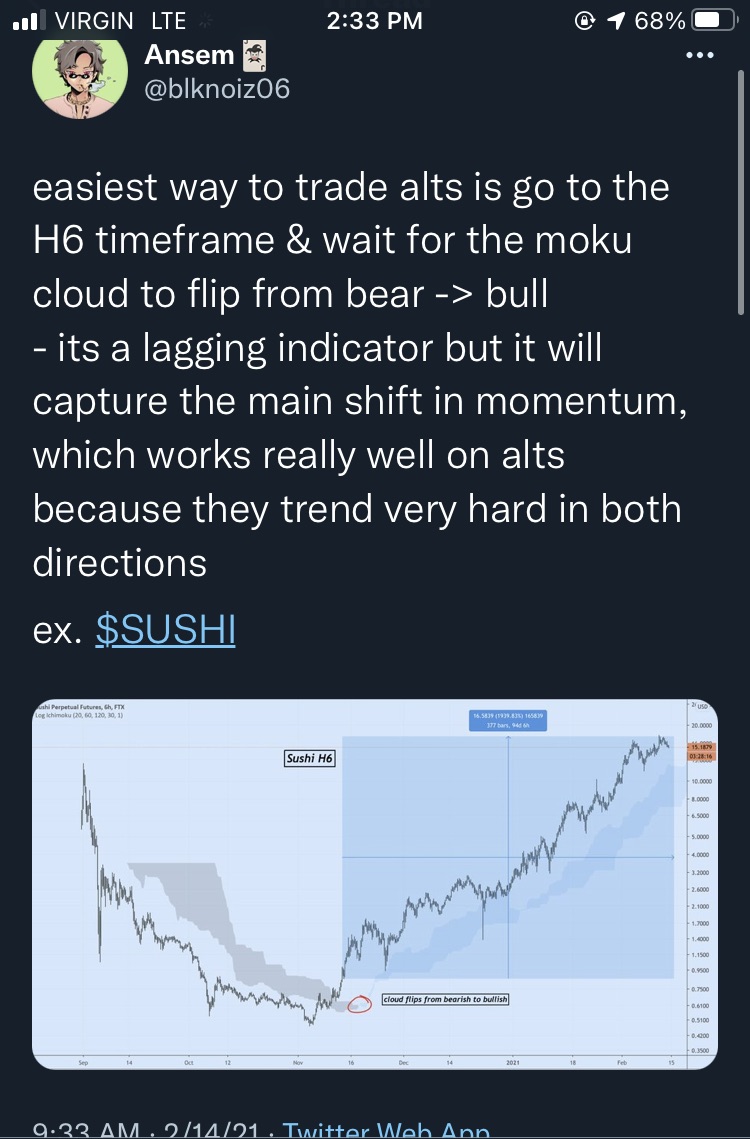 VIRGIN LTE 2:33 PM 68%
Ansem
@blknoiz06
easiest way to trade alts is go to the
H6 timeframe & wait for the moku
cloud to flip from bear -> bull
- its a lagging indicator but it will
capture the main shift in momentum,
which works really well on alts
because they trend very hard in both
directions
ex. $SUSHI
ushi Perpetual Futures, 6h, FTX
Log Ichimoku (20, 60, 120, 30, 1)
USD
16.5839 (1939.83%) 165839
377 bars, 94d 6h
Sushi H6
20.0000
15.1879
03:28:16
10.0000
8.0000
6.5000
5.0000
4.0000
3.2000
2.6000
2.1000
1.7000
1.4000
1.1500
0.9500
0.7500
0.6100
0.5100
0.4200
0.3500
cloud flips from bearish to bullish
Sep 14 Oct 12 Nov 16 Dec 14 2021 18 Feb 15
9:33 AM · 2/14/21 · Twitter Web App